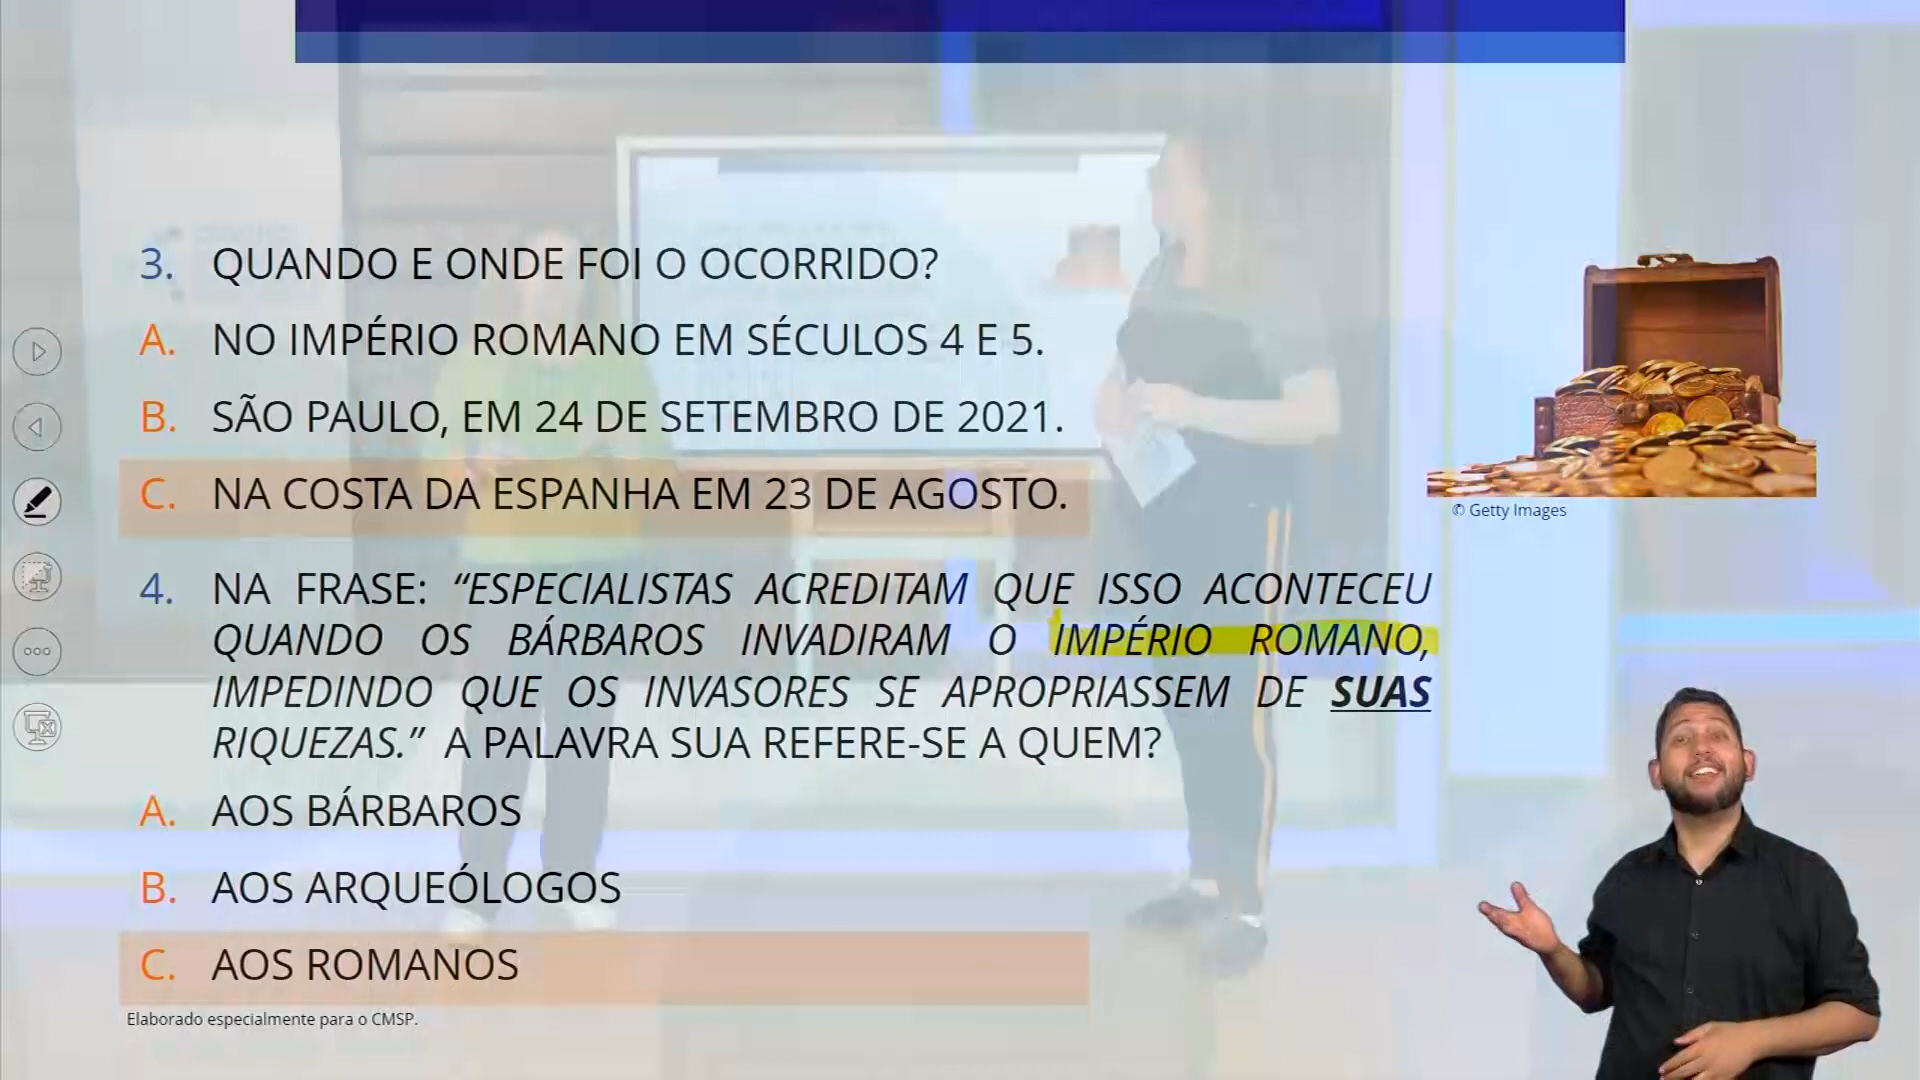 3. QUANDO E ONDE FOI O OCORRIDO?
A. NO IMPÉRIO ROMANO EM SÉCULOS 4 E 5.
B. SÃO PAULO, EM 24 DE SETEMBRO DE 2021.
C. NA COSTA DA ESPANHA EM 23 DE AGOSTO.
© Getty Images
4. NA FRASE: “ESPECIALISTAS ACREDITAM QUE ISSO ACONTECEU
QUANDO OS BÁRBAROS INVADIRAM O IMPÉRIO ROMANO,
IMPEDINDO QUE OS INVASORES SE APROPRIASSEM DE SUAS
RIQUEZAS.” A PALAVRA SUA REFERE-SE A QUEM?
A. AOS BÁRBAROS
B. AOS ARQUEÓLOGOS
C. AOS ROMANOS
Elaborado especialmente para o CMSP.